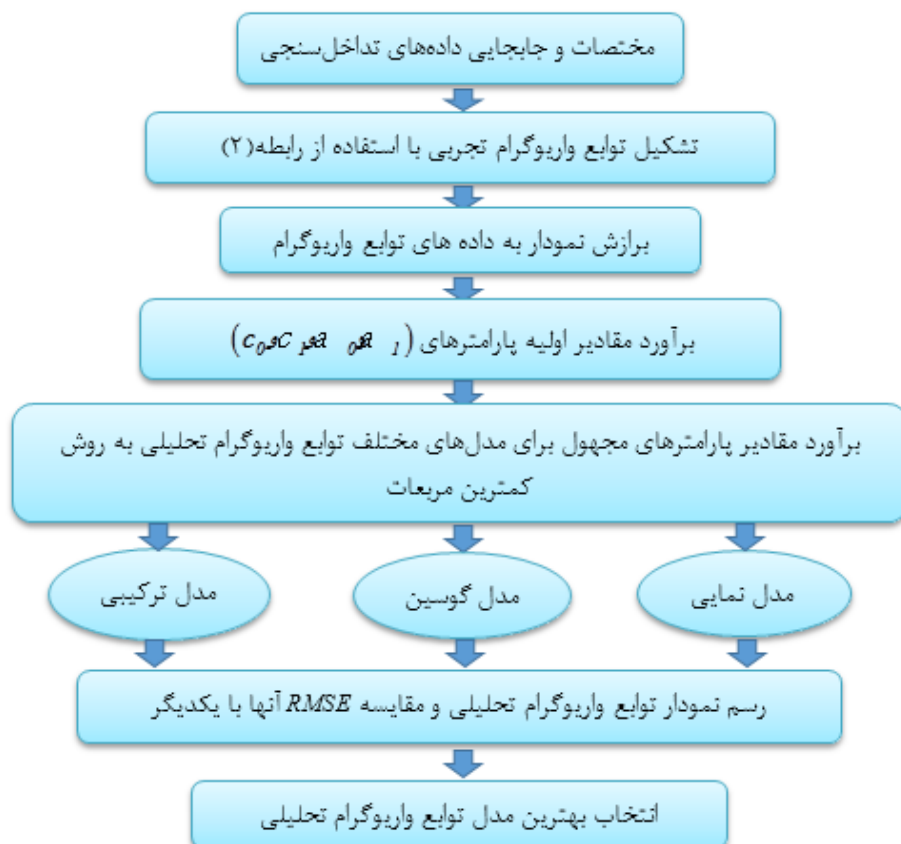 مختصات و جابجایی داده‌های تداخل‌سنجی
تشکیل توابع واریوگرام تجربی با استفاده از رابطه(۲)
برازش نمودار به داده های توابع واریوگرام
برآورد مقادیر اولیه پارامترهای
برآورد مقادیر پارامترهای مجهول برای مدل‌های مختلف توابع واریوگرام تحلیلی به روش
کمترین مربعات
مدل نمایی
مدل گوسین
مدل ترکیبی
رسم نمودار توابع واریوگرام تحلیلی و مقایسه RMSE آنها با یکدیگر
انتخاب بهترین مدل توابع واریوگرام تحلیلی